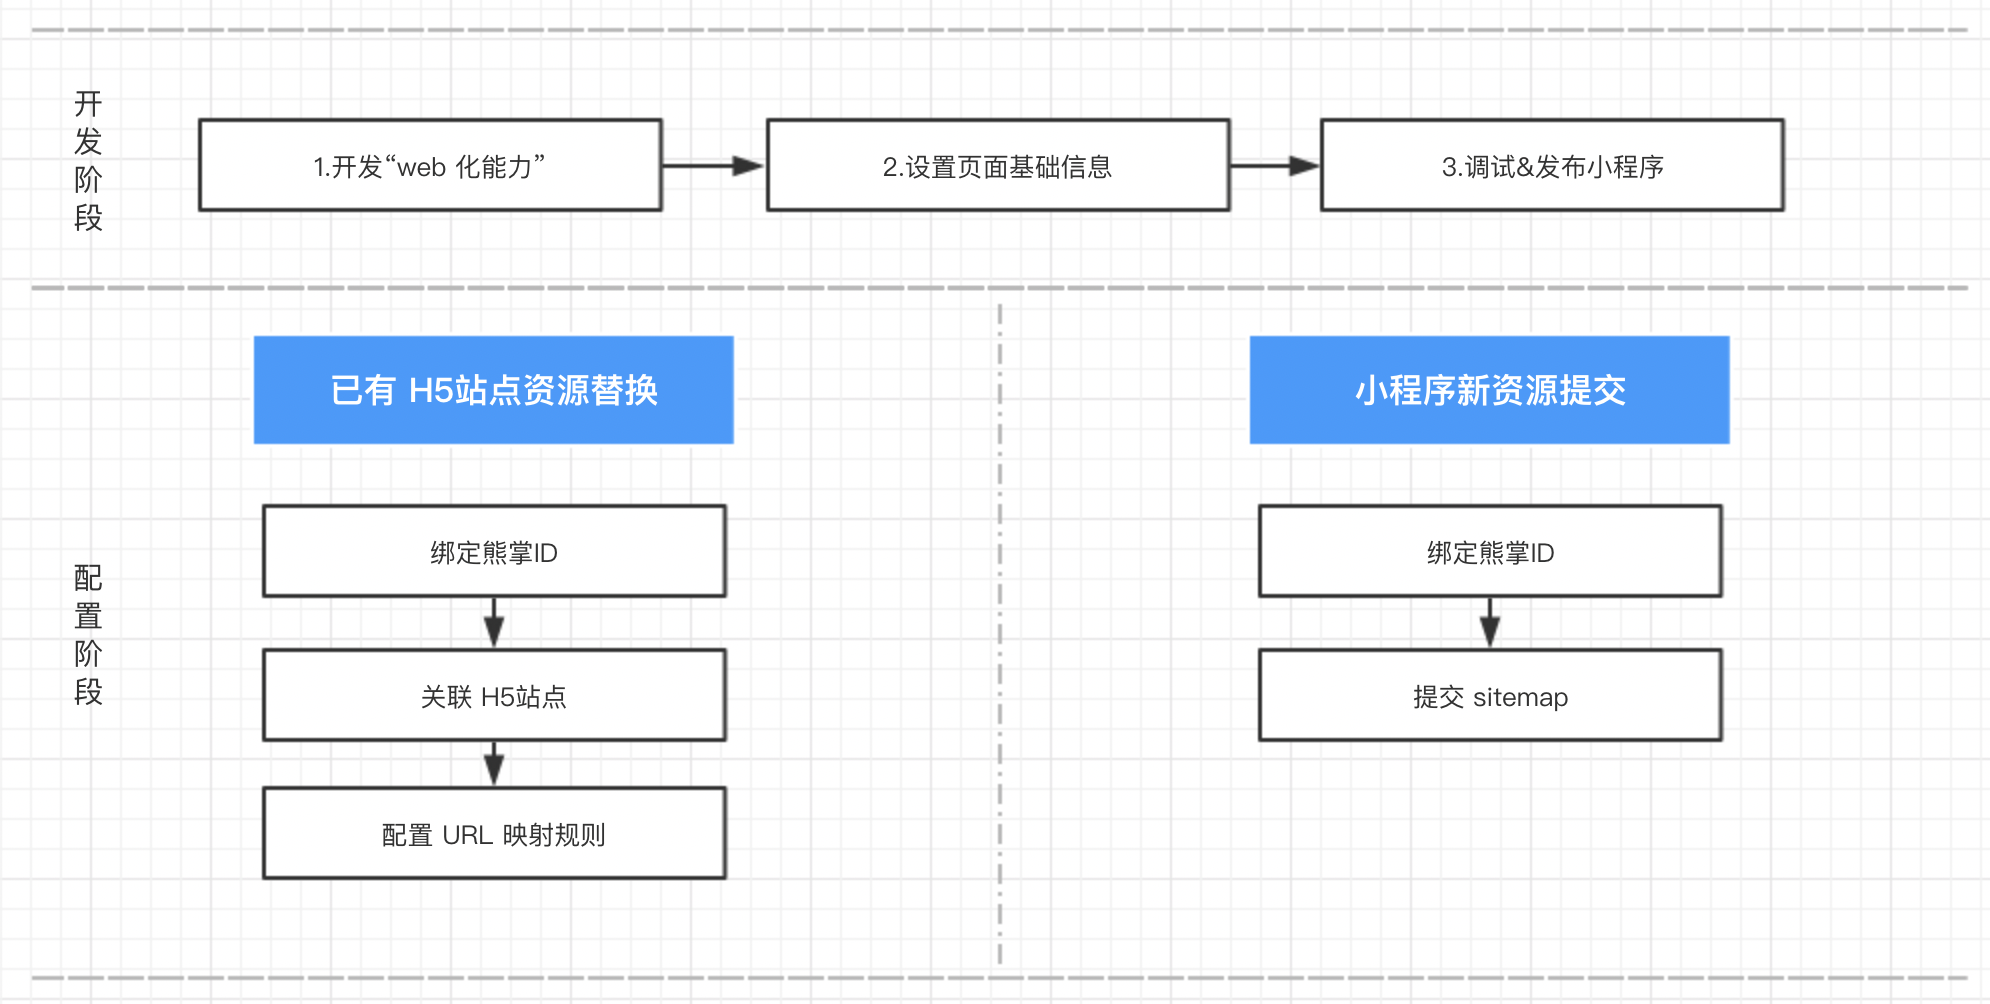 开发阶段
1.开发“web 化能力”
2.设置页面基础信息
3.调试&发布小程序
配置阶段
已有 H5站点资源替换
绑定熊掌ID
关联 H5站点
配置 URL 映射规则
小程序新资源提交
绑定熊掌ID
提交 sitemap